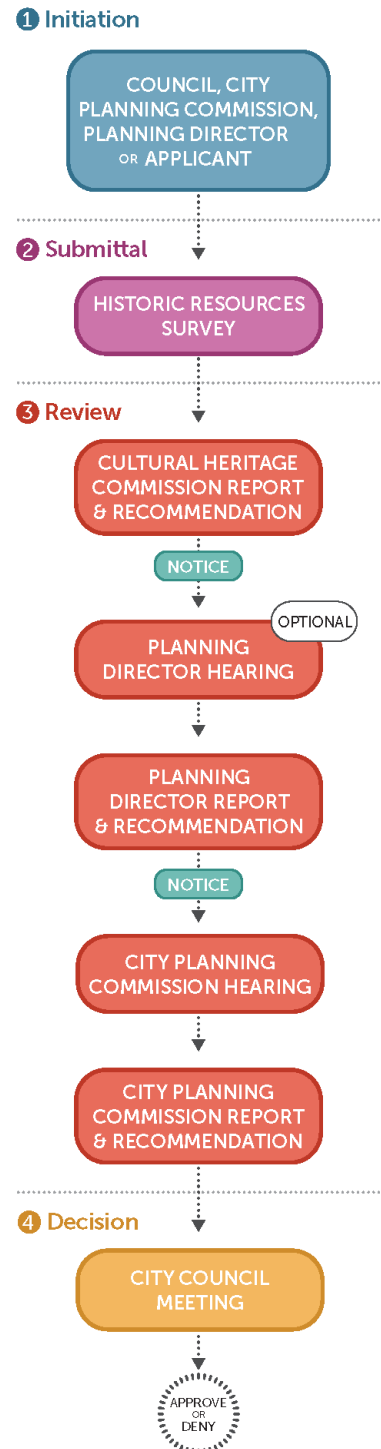 1 Initiation
COUNCIL, CITY
PLANNING COMMISSION,
PLANNING DIRECTOR
OR APPLICANT
2 Submittal
HISTORIC RESOURCES
SURVEY
3 Review
CULTURAL HERITAGE
COMMISSION REPORT
& RECOMMENDATION
NOTICE
OPTIONAL
PLANNING
DIRECTOR HEARING
PLANNING
DIRECTOR REPORT
& RECOMMENDATION
NOTICE
CITY PLANNING
COMMISSION HEARING
CITY PLANNING
COMMISSION REPORT
& RECOMMENDATION
4 Decision
CITY COUNCIL
MEETING
APPROVE
OR
DENY